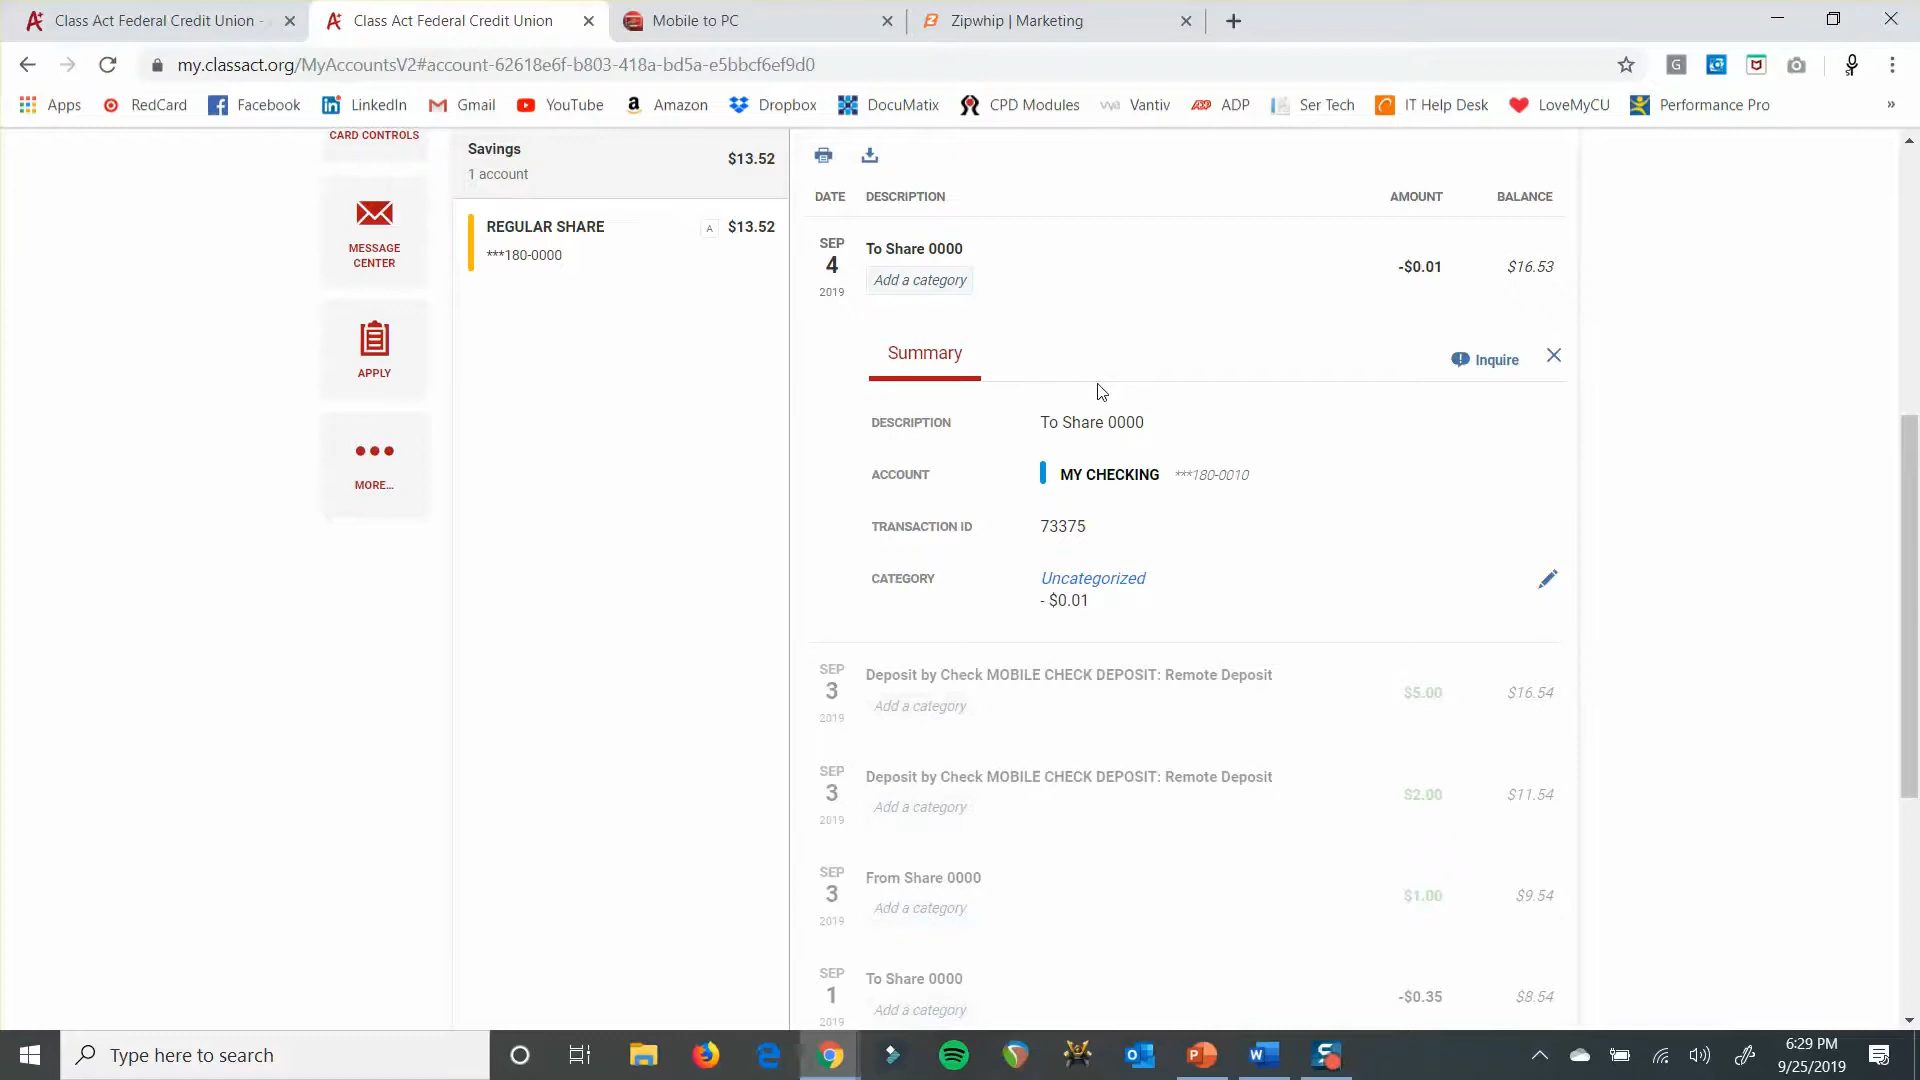 Class Act Federal Credit Union -
Class Act Federal Credit Union
Mobile to PC
Zipwhip | Marketing
my.classact.org/MyAccountsV2#account-62618e6f-b803-418a-bd5a-e5bbcf6ef9d0
Apps
RedCard
Facebook
LinkedIn
Gmail
YouTube
Amazon
Dropbox
DocuMatix
CPD Modules
Vantiv
ADP
Ser Tech
IT Help Desk
LoveMyCU
Performance Pro
»
CARD CONTROLS
MESSAGE
CENTER
APPLY
MORE...
Savings
$13.52
1 account
REGULAR SHARE
A
$13.52
***180-0000
DATE DESCRIPTION AMOUNT BALANCE
SEP
4
2019
To Share 0000
Add a category
-$0.01
$16.53
Summary
Inquire
DESCRIPTION
To Share 0000
ACCOUNT
MY CHECKING ***180-0010
TRANSACTION ID
73375
CATEGORY
Uncategorized
- $0.01
SEP
3
2019
Deposit by Check MOBILE CHECK DEPOSIT: Remote Deposit
Add a category
$5.00
$16.54
SEP
3
2019
Deposit by Check MOBILE CHECK DEPOSIT: Remote Deposit
Add a category
$2.00
$11.54
SEP
3
2019
From Share 0000
Add a category
$1.00
$9.54
SEP
1
2019
To Share 0000
Add a category
-$0.35
$8.54
Type here to search
6:29 PM
9/25/2019